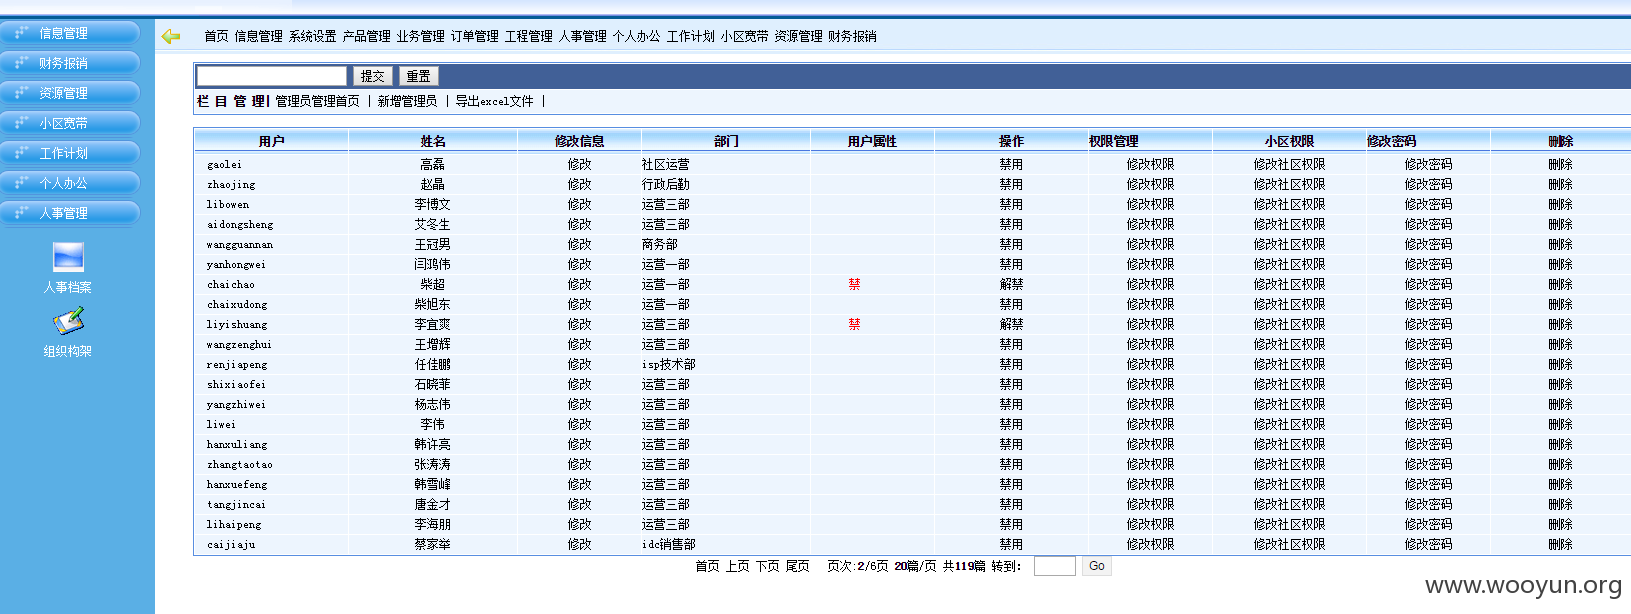 首页 信息管理 系统设置 产品管理 业务管理 订单管理 工程管理 人事管理 个人办公 工作计划 小区宽带 资源管理 财务报销
信息管理
财务报销
资源管理
小区宽带
工作计划
个人办公
人事管理
人事档案
组织构架
提交 重置
栏 目 管 理| 管理员管理首页 | 新增管理员 | 导出excel文件 |
用户 姓名 修改信息 部门 用户属性 操作 权限管理 小区权限 修改密码 删除
gaolei 高磊 修改 社区运营 禁用 修改权限 修改社区权限 修改密码 删除
zhaojing 赵晶 修改 行政后勤 禁用 修改权限 修改社区权限 修改密码 删除
libowen 李博文 修改 运营三部 禁用 修改权限 修改社区权限 修改密码 删除
aidongsheng 艾冬生 修改 运营三部 禁用 修改权限 修改社区权限 修改密码 删除
wangguannan 王冠男 修改 商务部 禁用 修改权限 修改社区权限 修改密码 删除
yanhongwei 闫鸿伟 修改 运营一部 禁用 修改权限 修改社区权限 修改密码 删除
chaichao 柴超 修改 运营一部 禁 解禁 修改权限 修改社区权限 修改密码 删除
chaixudong 柴旭东 修改 运营一部 禁用 修改权限 修改社区权限 修改密码 删除
liyishuang 李宜爽 修改 运营三部 禁 解禁 修改权限 修改社区权限 修改密码 删除
wangzenghui 王增辉 修改 运营三部 禁用 修改权限 修改社区权限 修改密码 删除
renjiapeng 任佳鹏 修改 isp技术部 禁用 修改权限 修改社区权限 修改密码 删除
shixiaofei 石晓菲 修改 运营三部 禁用 修改权限 修改社区权限 修改密码 删除
yangzhiwei 杨志伟 修改 运营三部 禁用 修改权限 修改社区权限 修改密码 删除
liwei 李伟 修改 运营三部 禁用 修改权限 修改社区权限 修改密码 删除
hanxuliang 韩许亮 修改 运营三部 禁用 修改权限 修改社区权限 修改密码 删除
zhangtaotao 张涛涛 修改 运营三部 禁用 修改权限 修改社区权限 修改密码 删除
hanxuefeng 韩雪峰 修改 运营三部 禁用 修改权限 修改社区权限 修改密码 删除
tangjincai 唐金才 修改 运营三部 禁用 修改权限 修改社区权限 修改密码 删除
lihaipeng 李海朋 修改 运营三部 禁用 修改权限 修改社区权限 修改密码 删除
caijiaju 蔡家举 修改 idc销售部 禁用 修改权限 修改社区权限 修改密码 删除
首页 上页 下页 尾页 页次:2/6页 20篇/页 共119篇 转到: Go
www.wooyun.org